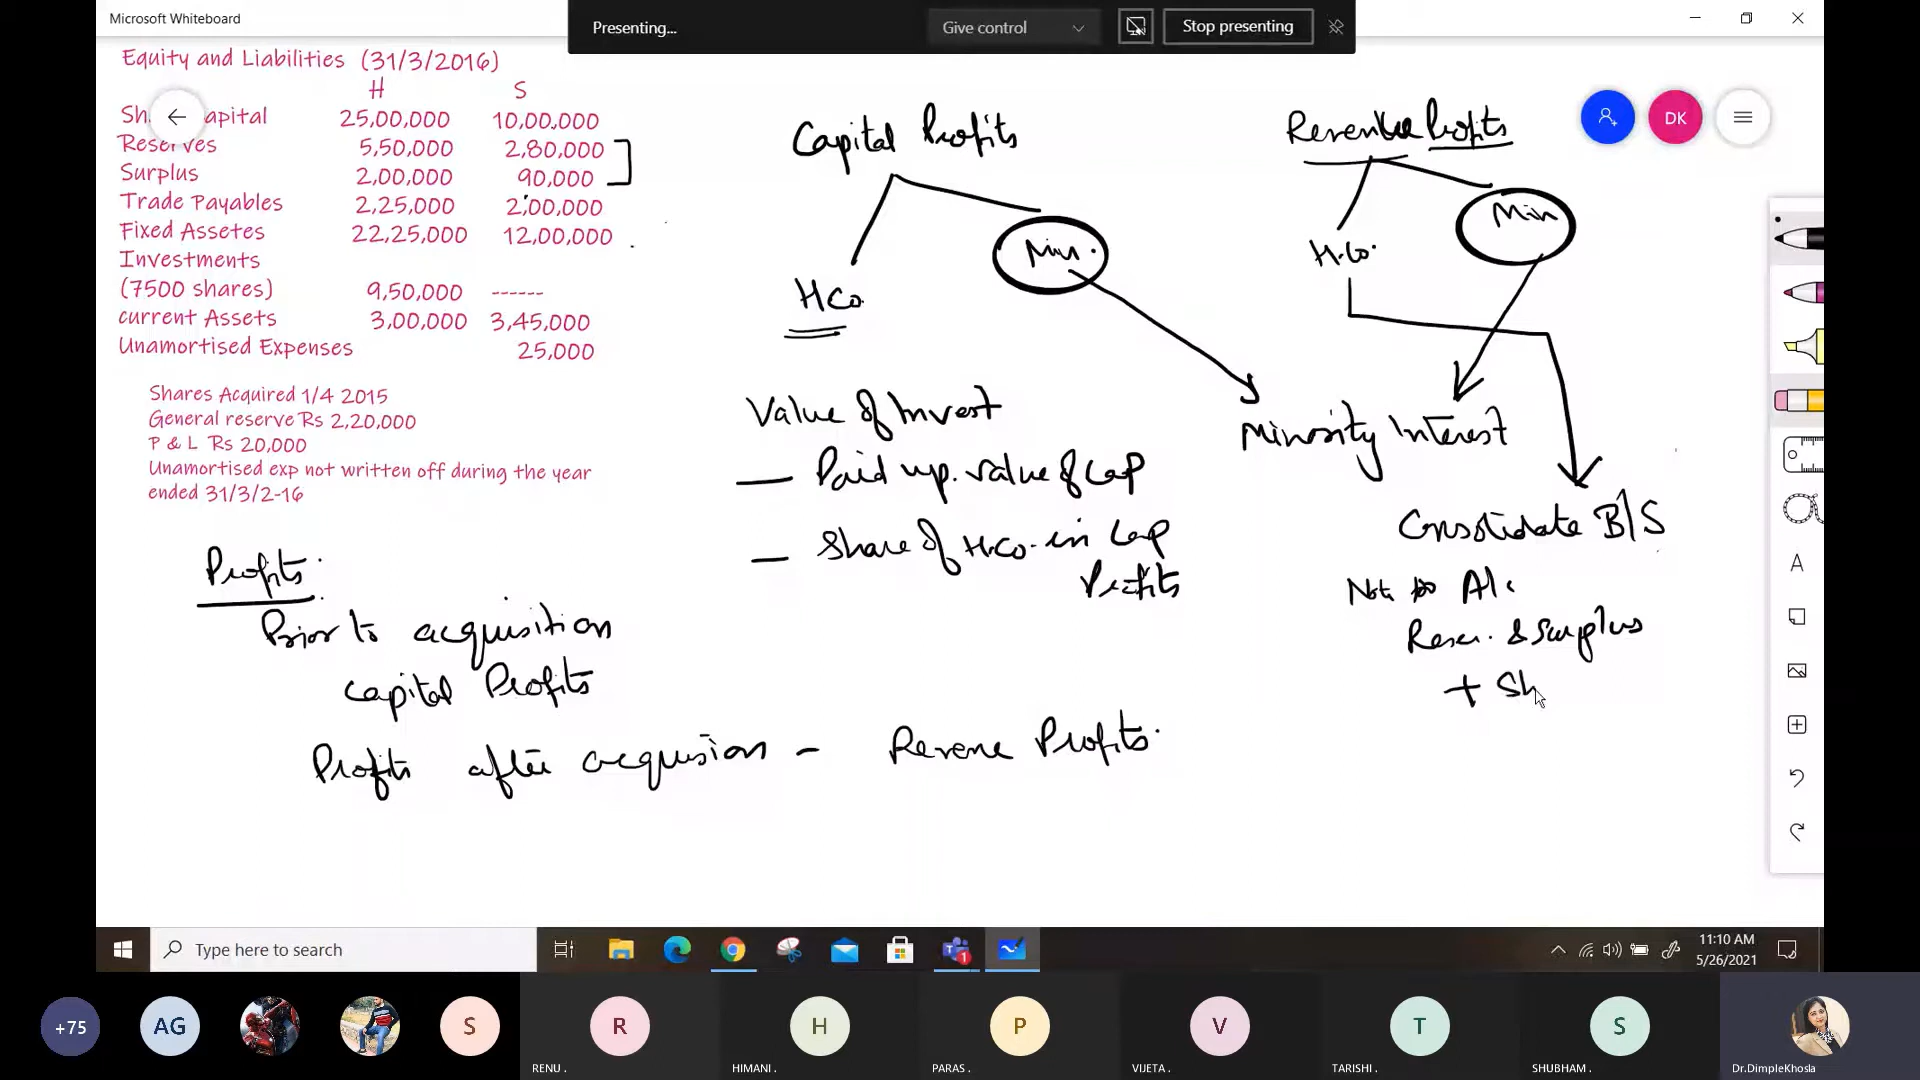 Microsoft Whiteboard
Presenting...
Give control
Stop presenting
Equity and Liabilities (31/3/2016)
H S
Sh apital 25,00,000 10,00,000
Reserves 5,50,000 2,80,000
Surplus 2,00,000 90,000
Trade Payables 2,25,000 2,00,000
Fixed Assetes 22,25,000 12,00,000
Investments
(7500 shares) 9,50,000 ------
current Assets 3,00,000 3,45,000
Unamortised Expenses 25,000
Shares Acquired 1/4 2015
General reserve Rs 2,20,000
P & L Rs 20,000
Unamortised exp not written off during the year
ended 31/3/2-16
Profits
Prior to acquisition
Capital Profits
Profits after acquision - Revene Profits
Capital Profits
HCo. Min.
Value of Invest
— Paid up. value of Cap
— Share of H.Co. in Cap
Profits
Revenue Profits
H.Co. Min
Minority Interest
Consolidate B/S
Note to A/c
Reser. & Surplus
+ Sh
DK
A
Type here to search
1
11:10 AM
5/26/2021
+75
AG
S
R
H
P
V
T
S
RENU .
HIMANI .
PARAS .
VIJETA .
TARISHI .
SHUBHAM .
Dr.DimpleKhosla